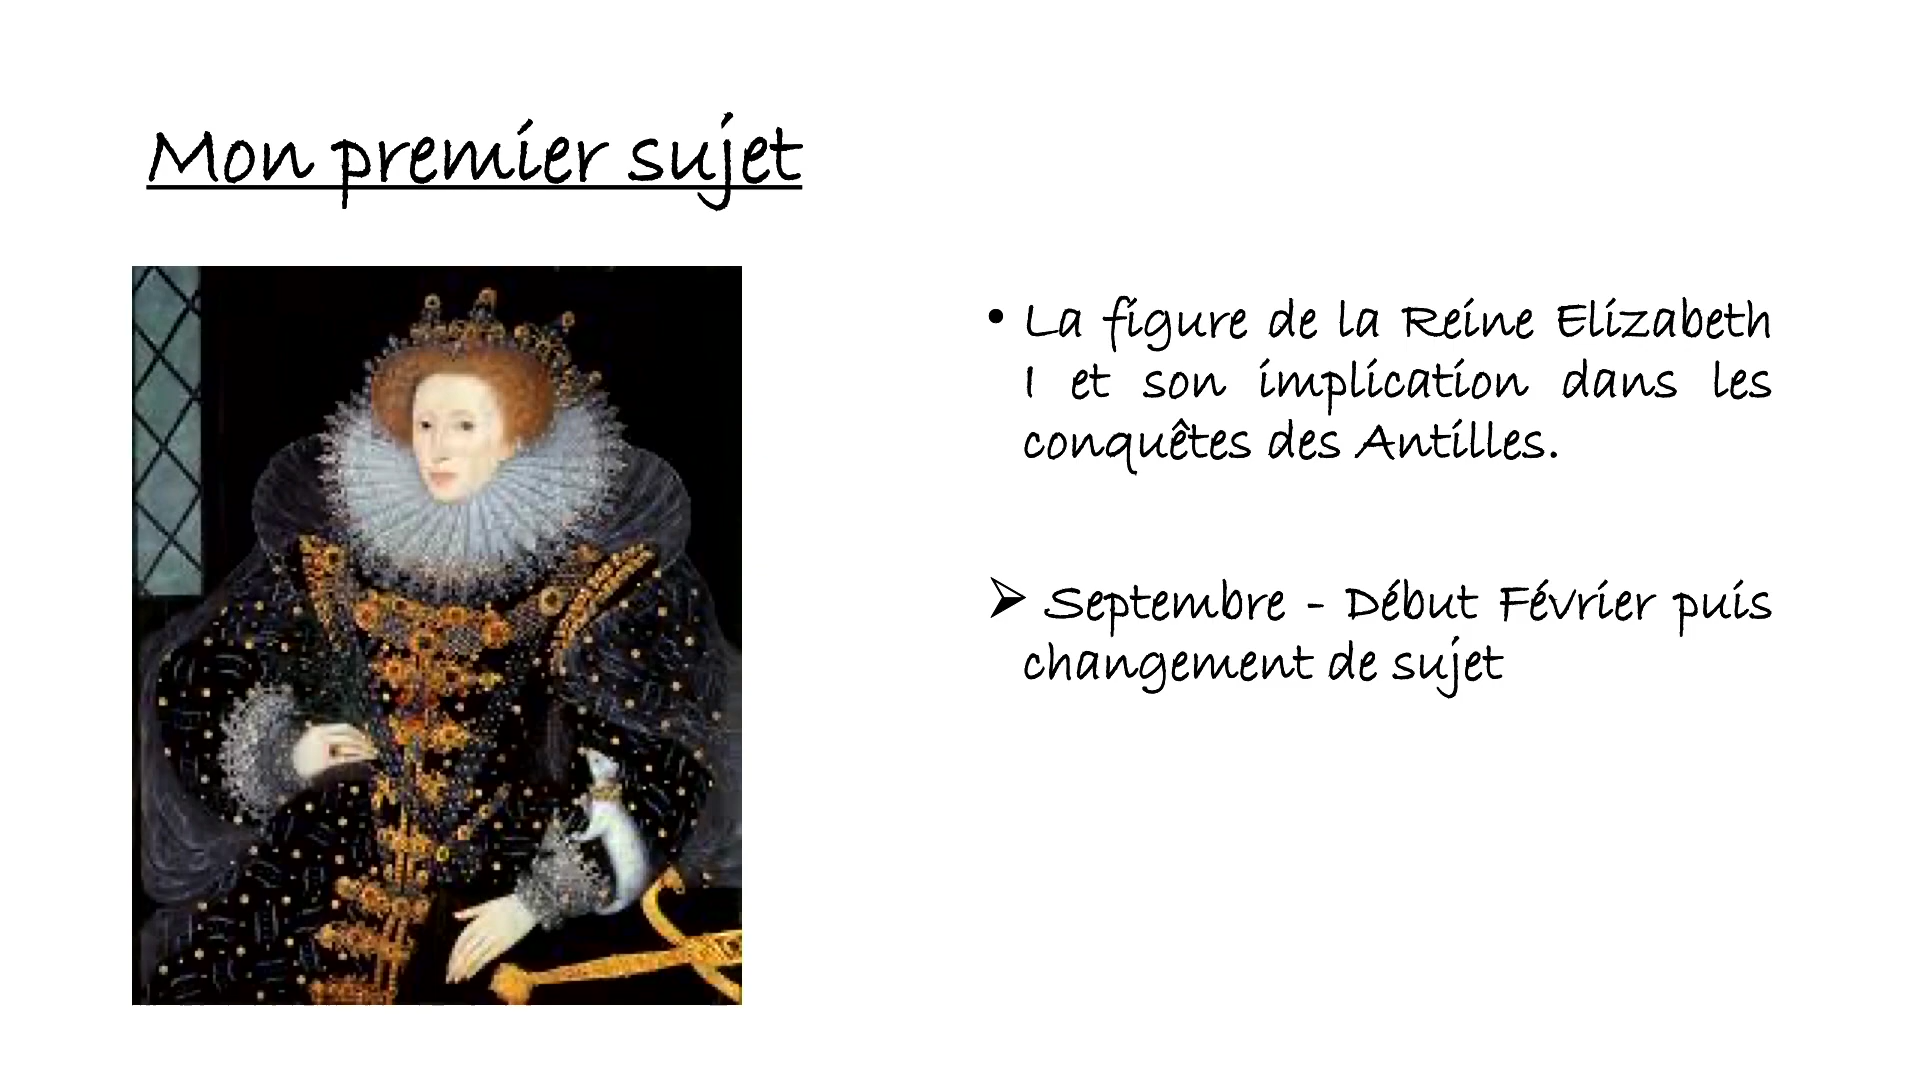 Mon premier sujet
• La figure de la Reine Elizabeth
I et son implication dans les
conquêtes des Antilles.
➢ Septembre - Début Février puis
changement de sujet